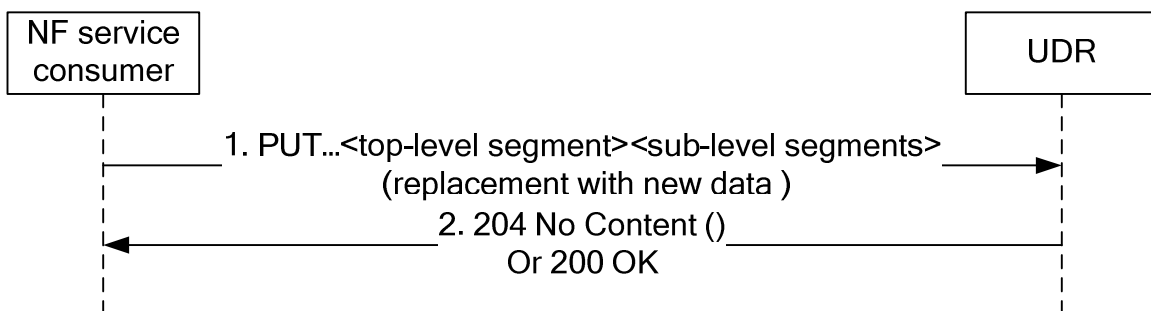 NF service
consumer
UDR
1. PUT...<top-level segment><sub-level segments>
(replacement with new data )
2. 204 No Content ()
Or 200 OK